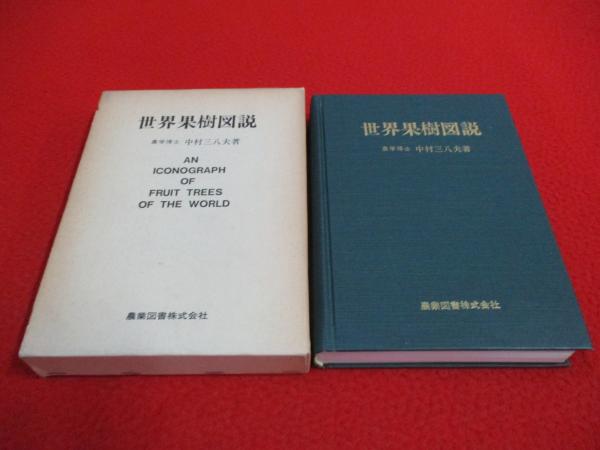 世界果樹図説
農学博士 中村三八夫著
AN
ICONOGRAPH
OF
FRUIT TREES
OF THE WORLD
農業図書株式会社
世界果樹図説
農学博士 中村三八夫著
農業図書株式会社